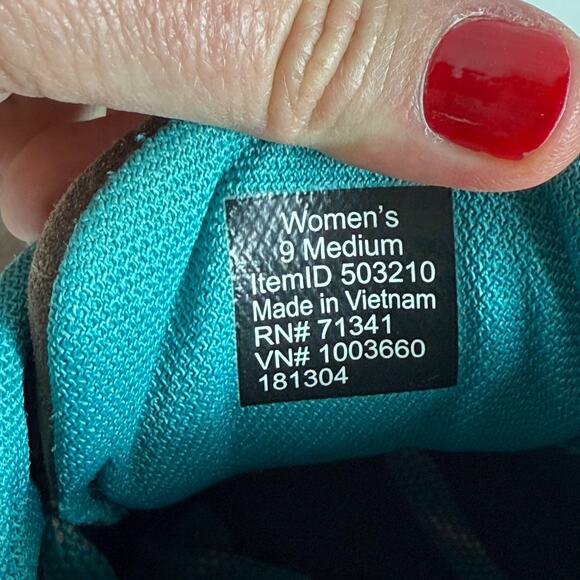 Women's
9 Medium
ItemID 503210
Made in Vietnam
RN# 71341
VN# 1003660
181304